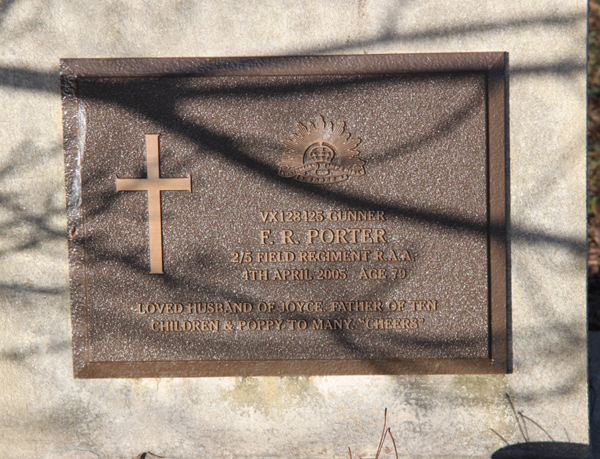 VX128425 GUNNER
F. R. PORTER
2/5 FIELD REGIMENT R.A.A.
4TH APRIL 2005 AGE 79
LOVED HUSBAND OF JOYCE. FATHER OF TEN
CHILDREN & POPPY TO MANY. "CHEERS"